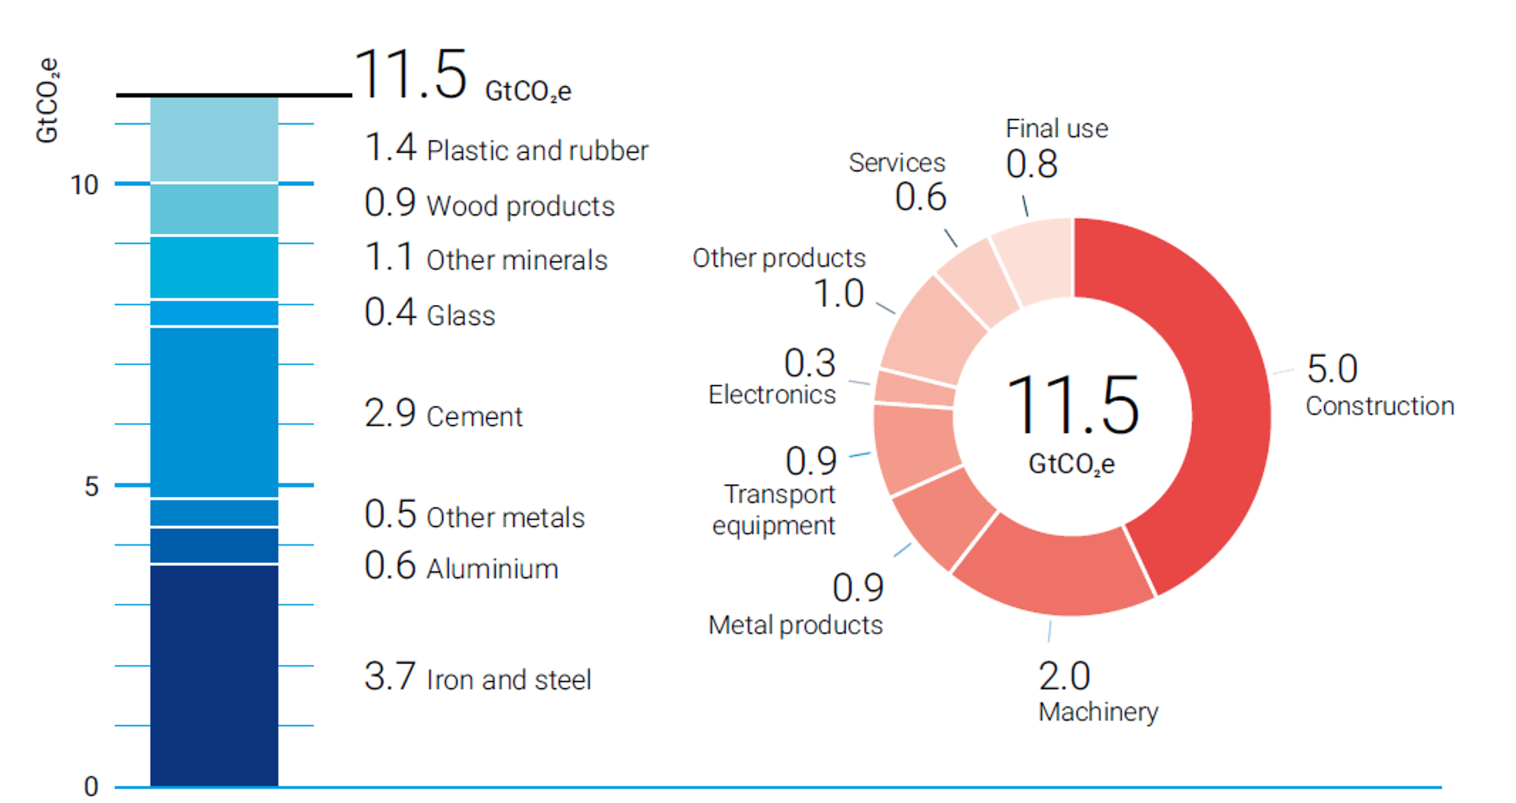 GtCO₂e
11.5 GtCO₂e
1.4 Plastic and rubber
10
0.9 Wood products
1.1 Other minerals
0.4 Glass
2.9 Cement
5
0.5 Other metals
0.6 Aluminium
3.7 Iron and steel
0
Final use
0.8
Services
0.6
Other products
1.0
0.3
Electronics
0.9
Transport
equipment
0.9
Metal products
2.0
Machinery
5.0
Construction
11.5
GtCO₂e